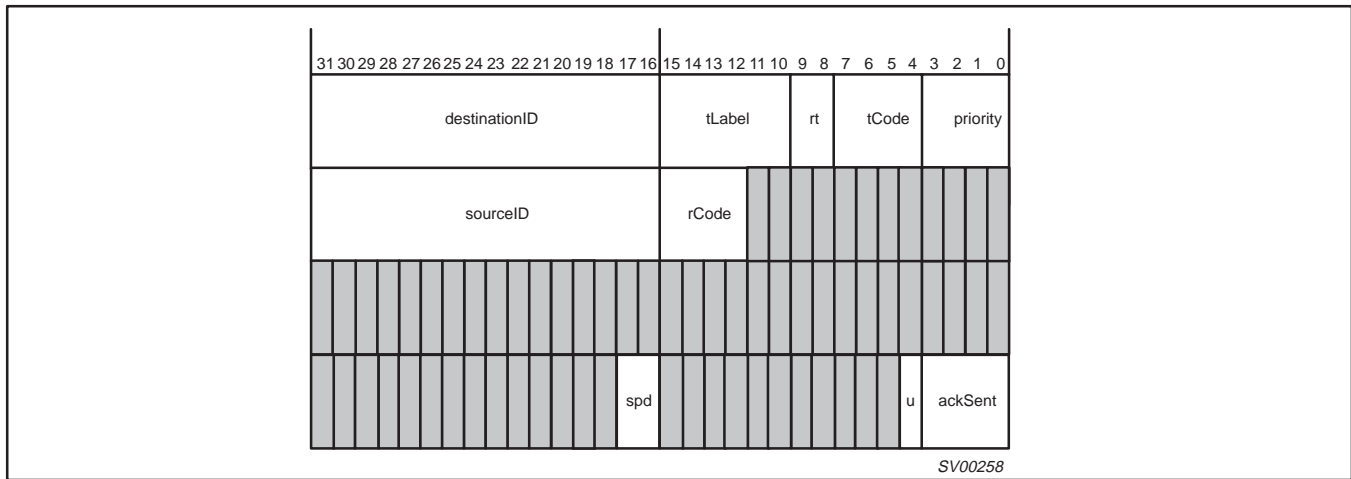 31 30 29 28 27 26 25 24 23 22 21 20 19 18 17 16 15 14 13 12 11 10 9 8 7 6 5 4 3 2 1 0
destinationID tLabel rt tCode priority
sourceID rCode
spd u ackSent
SV00258